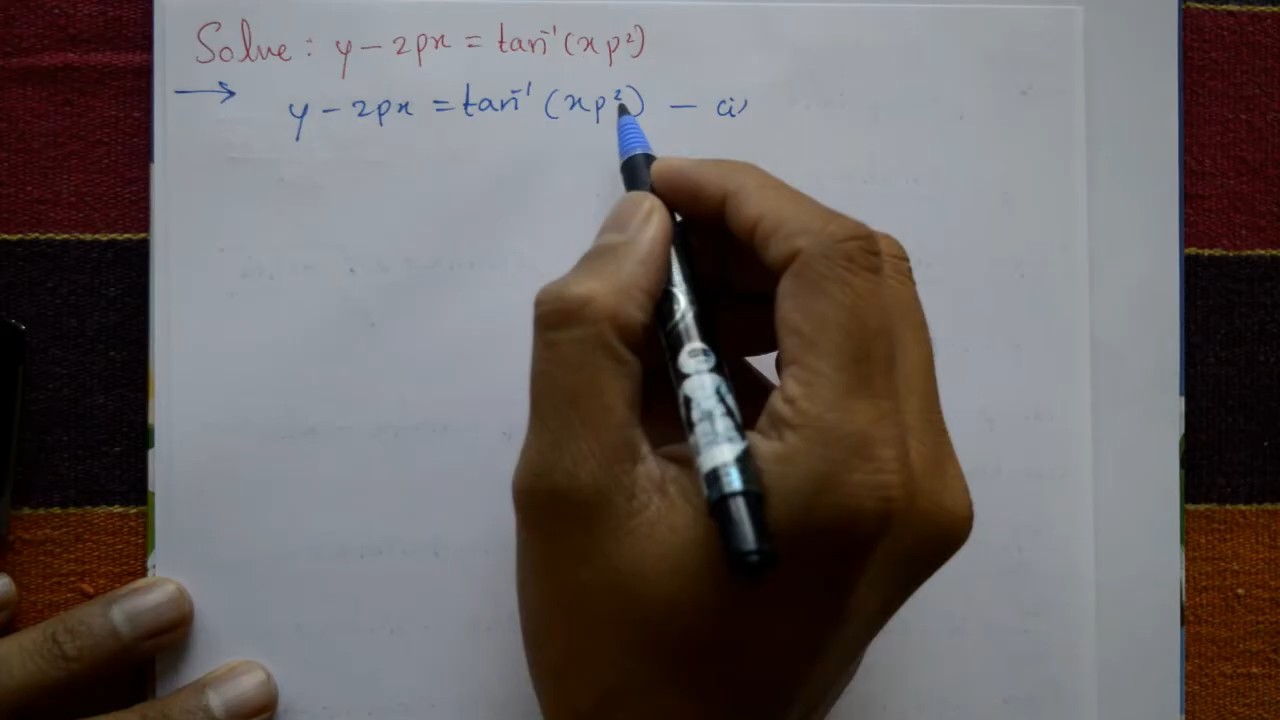 Solve: y - 2px = tan⁻¹(xp²)
→ y - 2px = tan⁻¹(xp²) - (i)